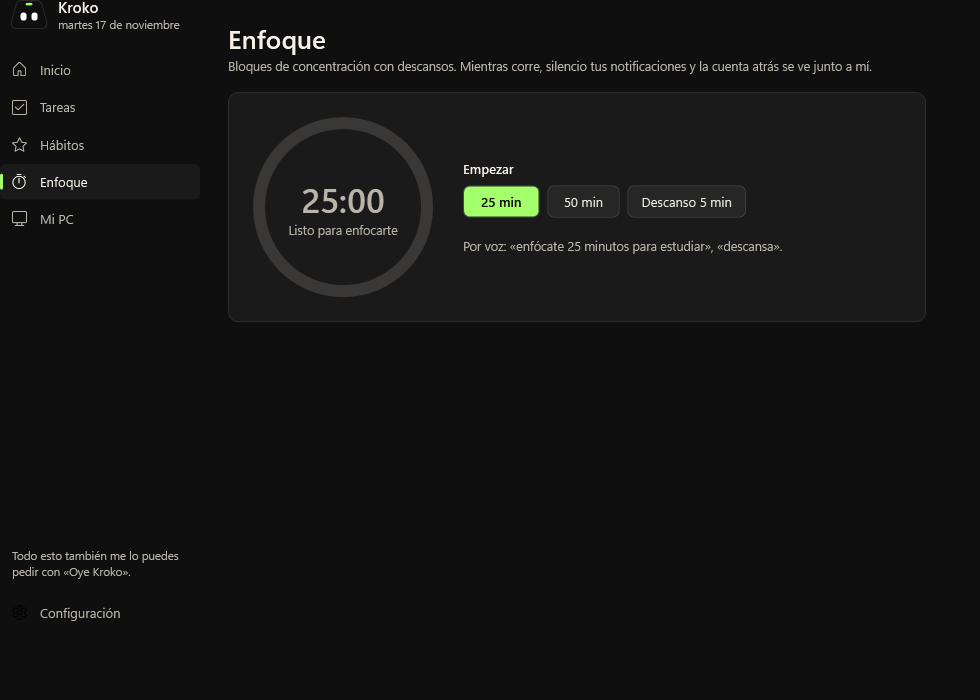 Kroko
martes 17 de noviembre
Inicio
Tareas
Hábitos
Enfoque
Mi PC
Todo esto también me lo puedes
pedir con «Oye Kroko».
Configuración
Enfoque
Bloques de concentración con descansos. Mientras corre, silencio tus notificaciones y la cuenta atrás se ve junto a mí.
25:00
Listo para enfocarte
Empezar
25 min
50 min
Descanso 5 min
Por voz: «enfócate 25 minutos para estudiar», «descansa».